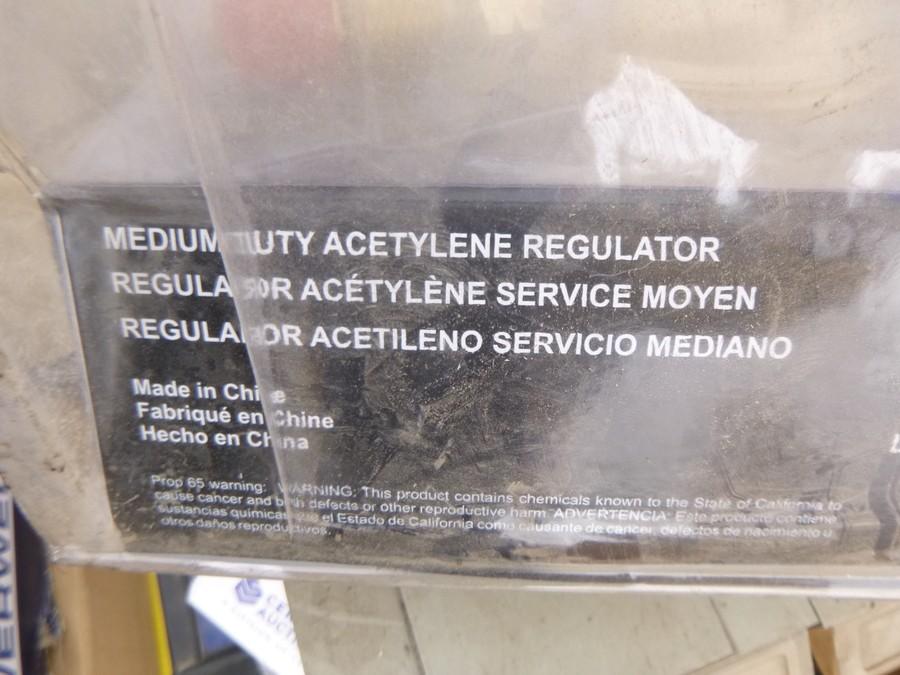 MEDIUM DUTY ACETYLENE REGULATOR
REGULATOR ACÉTYLÈNE SERVICE MOYEN
REGULADOR ACETILENO SERVICIO MEDIANO
Made in China
Fabriqué en Chine
Hecho en China
Prop 65 warning: WARNING: This product contains chemicals known to the State of California to
cause cancer and birth defects or other reproductive harm "ADVERTENCIA" Este producto contiene
sustancias químicas que el Estado de California como causante de cancer, defectos de nacimiento u
otros daños reproductivos.